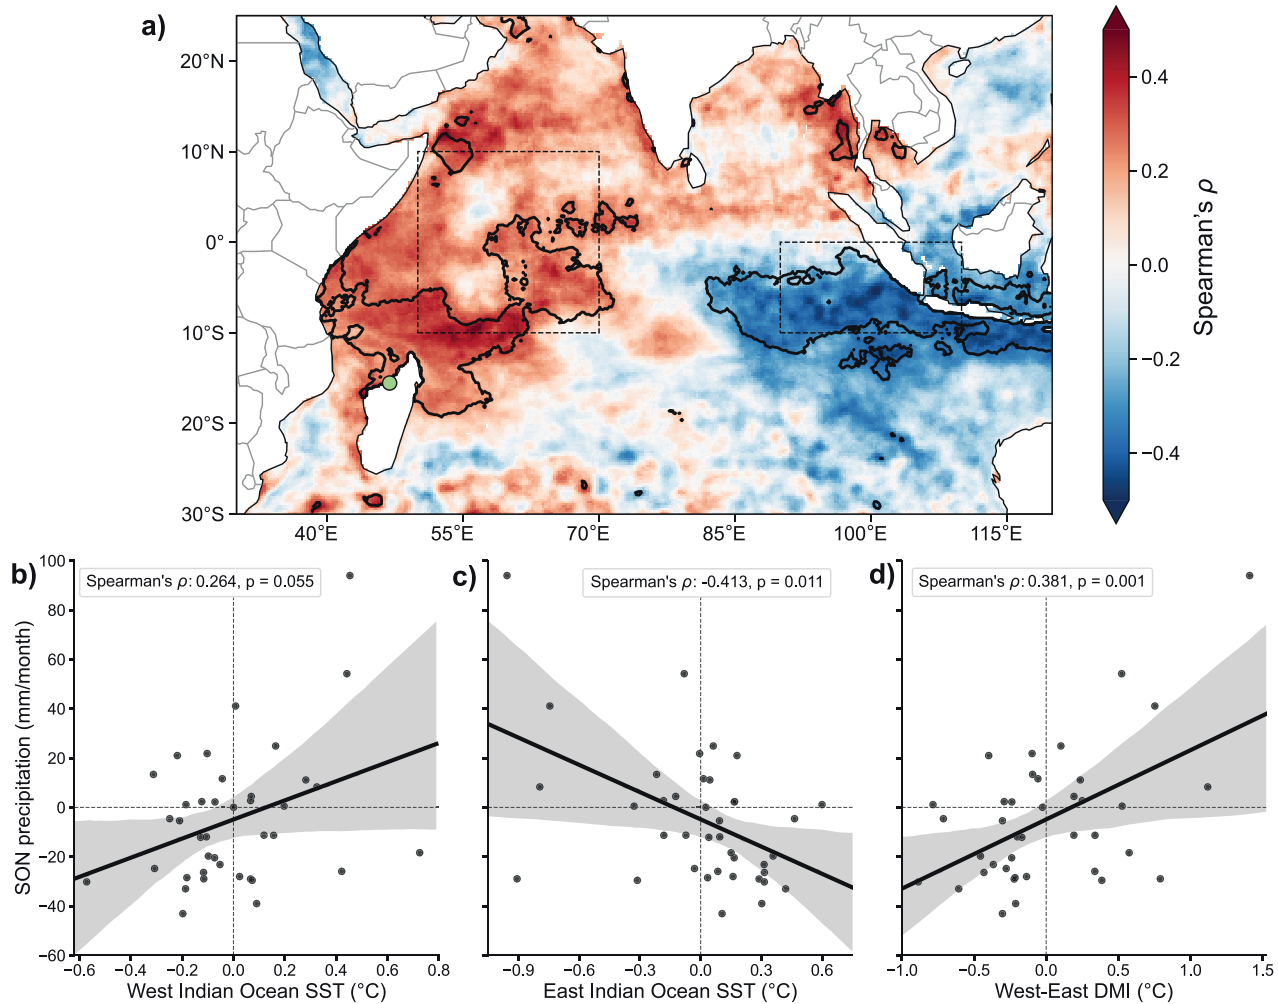 a)
20°N
10°N
0°
10°S
20°S
30°S
40°E
55°E
70°E
85°E
100°E
115°E
0.4
0.2
0.0
−0.2
−0.4
Spearman's ρ
b)
Spearman's ρ: 0.264, p = 0.055
100
80
60
40
20
0
−20
−40
−60
SON precipitation (mm/month)
−0.6
−0.4
−0.2
0.0
0.2
0.4
0.6
0.8
West Indian Ocean SST (°C)
c)
Spearman's ρ: -0.413, p = 0.011
−0.9
−0.6
−0.3
0.0
0.3
0.6
East Indian Ocean SST (°C)
d)
Spearman's ρ: 0.381, p = 0.001
−1.0
−0.5
0.0
0.5
1.0
1.5
West-East DMI (°C)